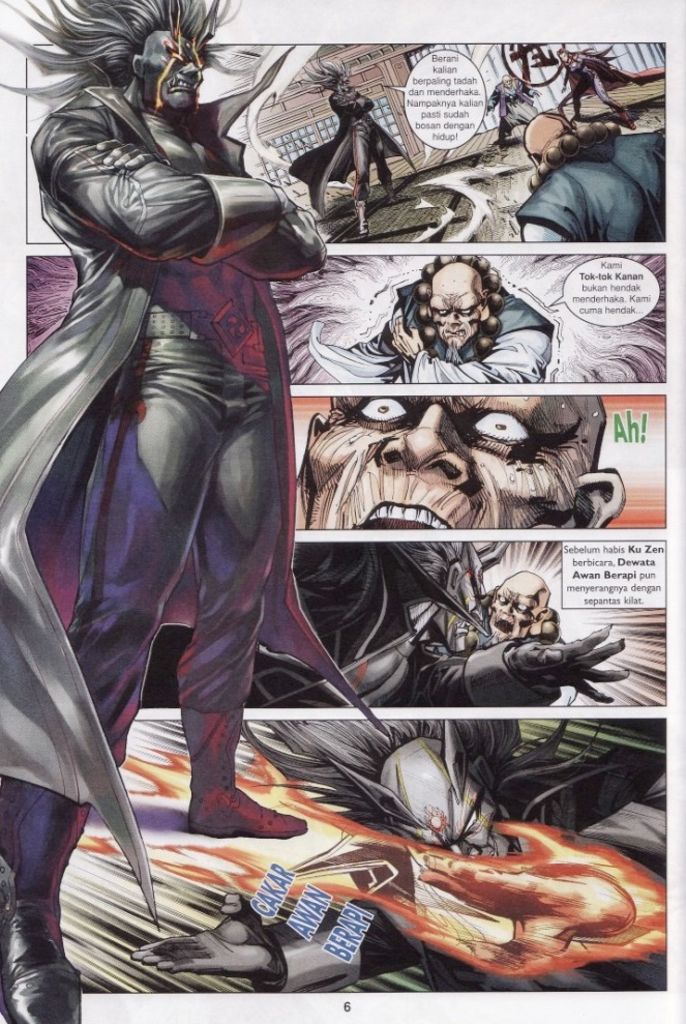 Berani
kalian
berpaling tadah
dan menderhaka.
Nampaknya kalian
pasti sudah
bosan dengan
hidup!
Kami
Tok-tok Kanan
bukan hendak
menderhaka. Kami
cuma hendak...
Ah!
Sebelum habis Ku Zen
berbicara, Dewata
Awan Berapi pun
menyerangnya dengan
sepantas kilat.
CAKAR
AWAN
BERAPI
6